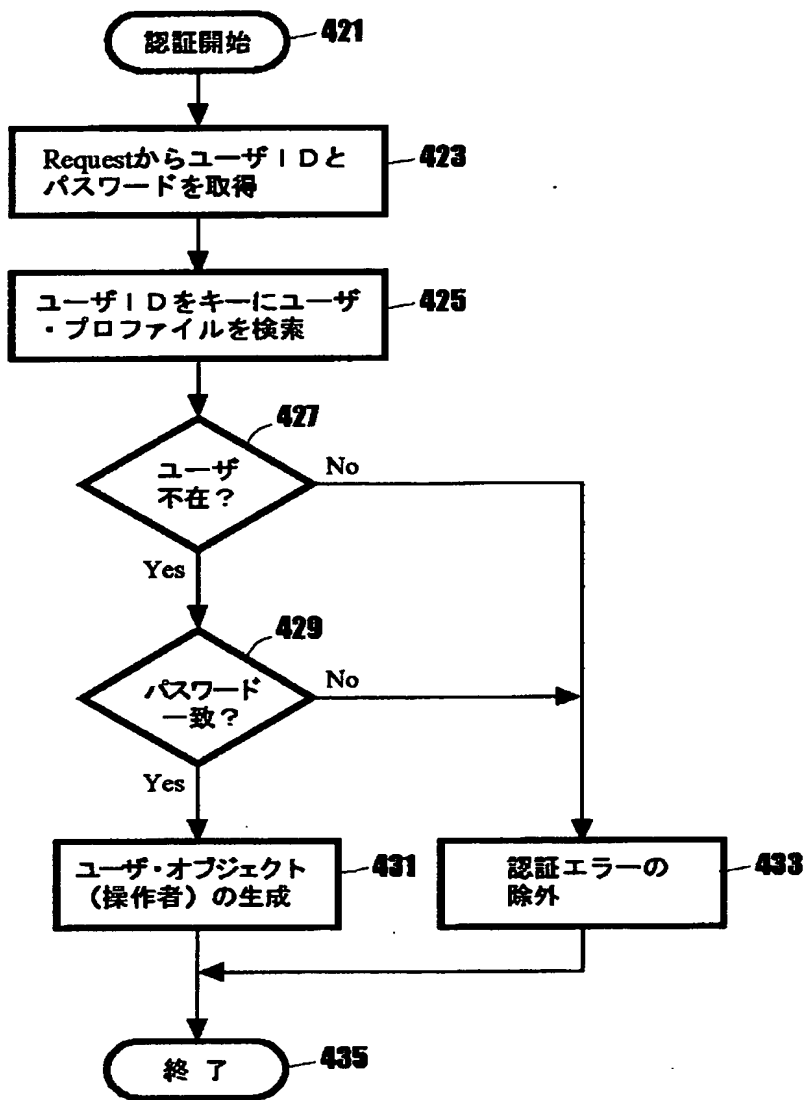 認証開始
421
Requestからユーザ IDと
パスワードを取得
423
ユーザ IDをキーにユーザ
・プロファイルを検索
425
427
ユーザ
不在？
No
Yes
429
パスワード
一致？
No
Yes
ユーザ・オブジェクト
（操作者）の生成
431
認証エラーの
除外
433
終 了
435